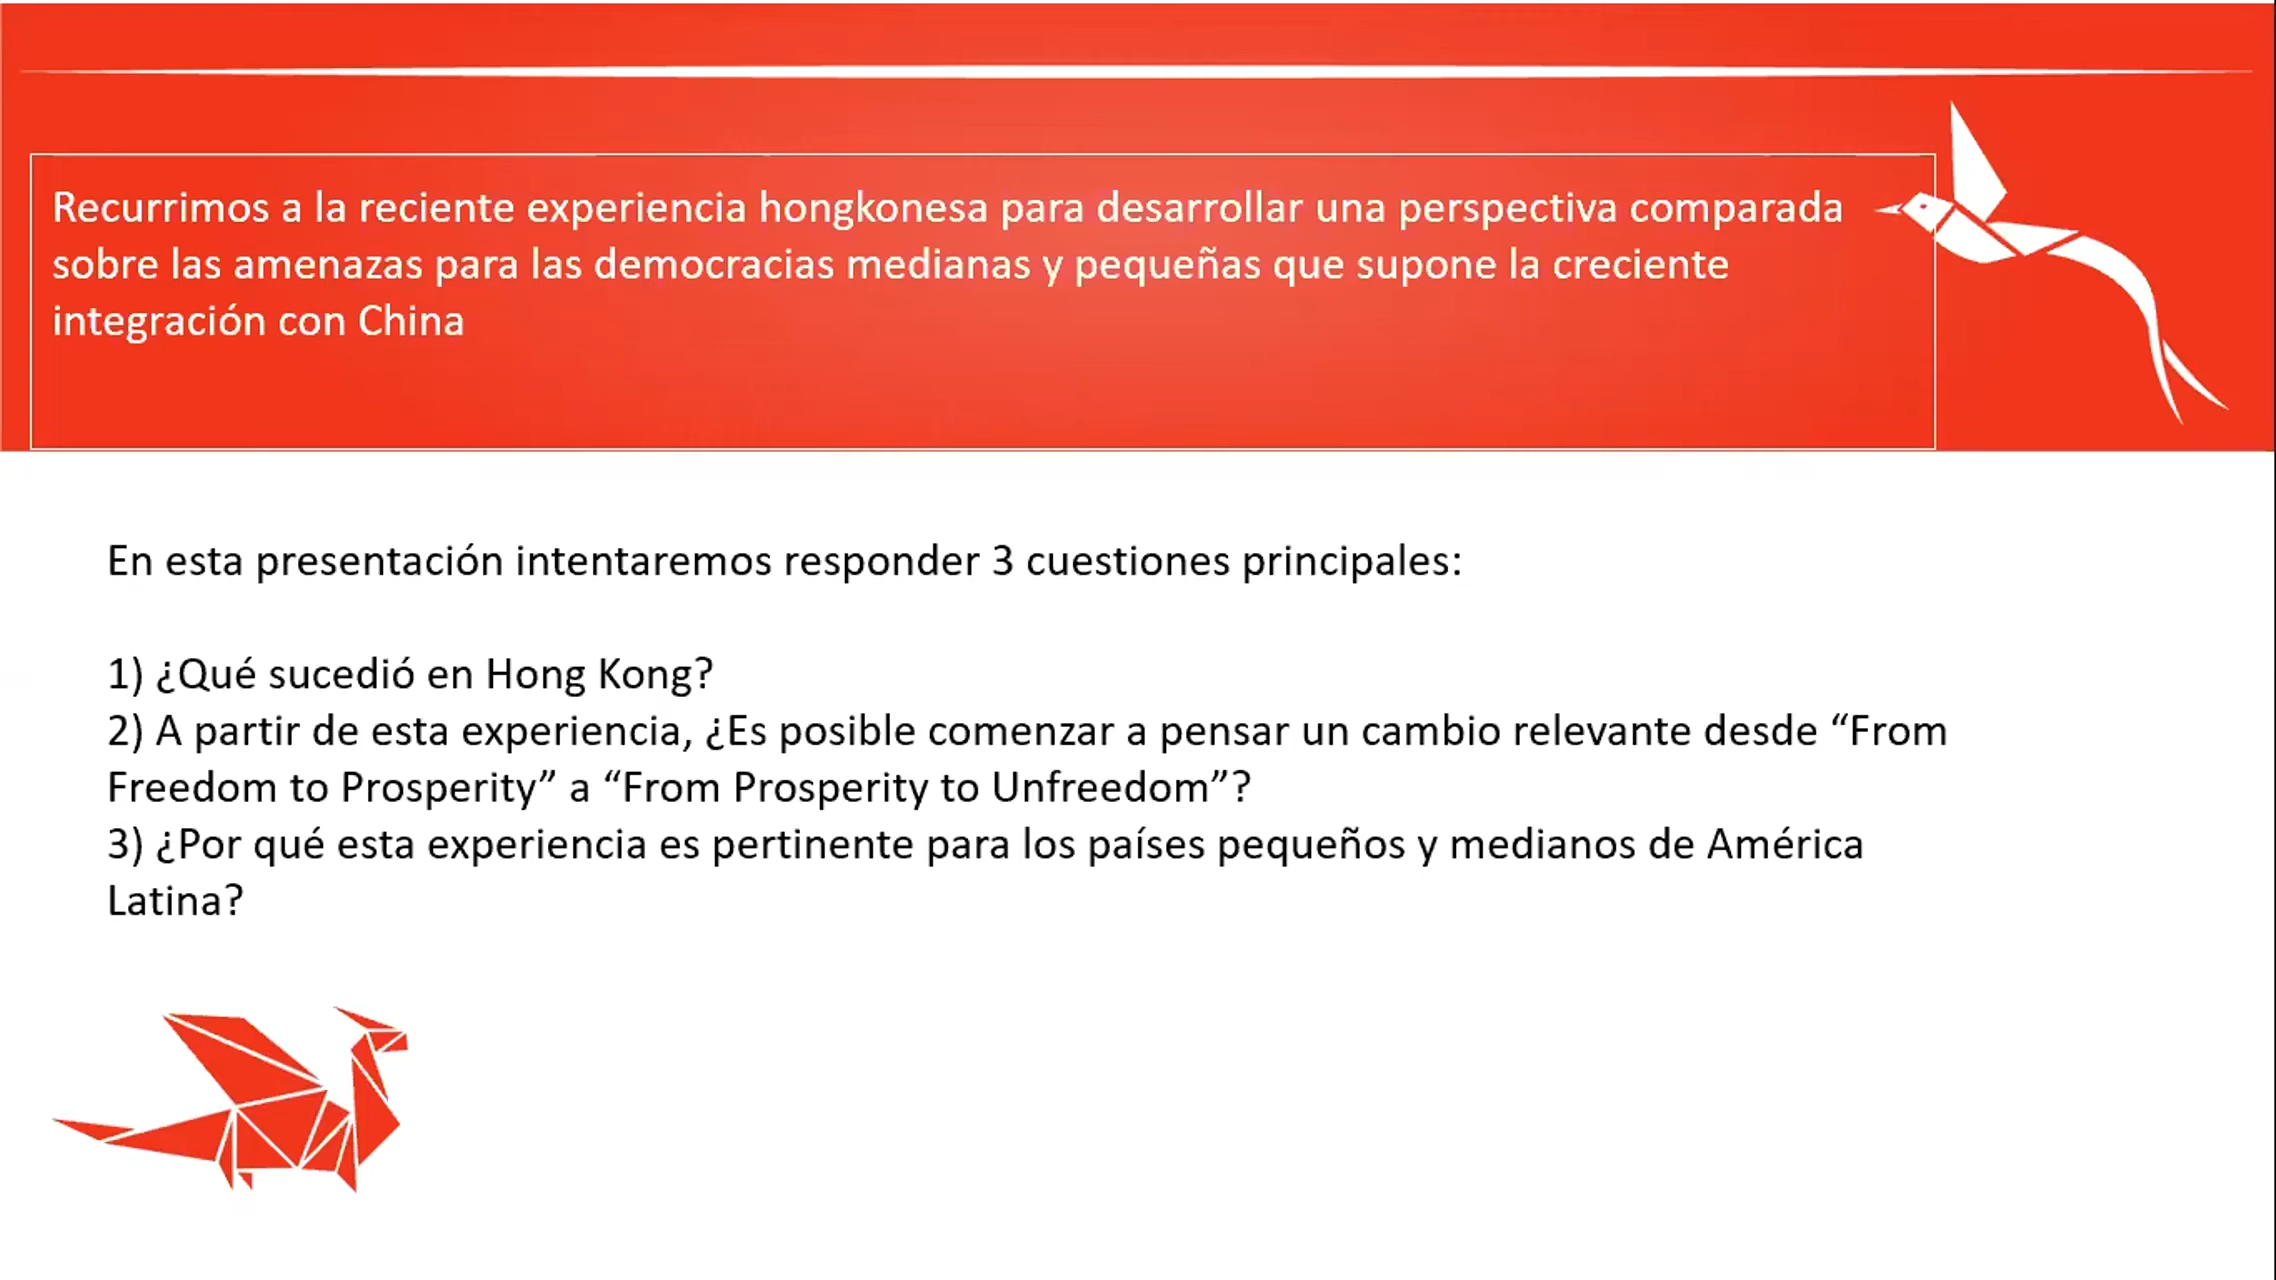 Recurrimos a la reciente experiencia hongkonesa para desarrollar una perspectiva comparada
sobre las amenazas para las democracias medianas y pequeñas que supone la creciente
integración con China
En esta presentación intentaremos responder 3 cuestiones principales:
1) ¿Qué sucedió en Hong Kong?
2) A partir de esta experiencia, ¿Es posible comenzar a pensar un cambio relevante desde “From
Freedom to Prosperity” a “From Prosperity to Unfreedom”?
3) ¿Por qué esta experiencia es pertinente para los países pequeños y medianos de América
Latina?